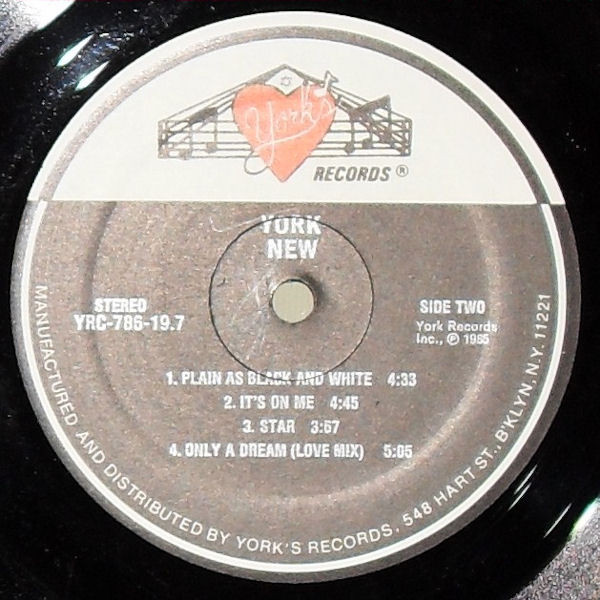 York's
RECORDS ®
YORK
NEW
STEREO
YRC-786-19.7
SIDE TWO
York Records
Inc., ℗ 1985
1. PLAIN AS BLACK AND WHITE 4:33
2. IT'S ON ME 4:45
3. STAR 3:57
4. ONLY A DREAM (LOVE MIX) 5:05
MANUFACTURED AND DISTRIBUTED BY YORK'S RECORDS, 548 HART ST., B'KLYN, N.Y. 11221